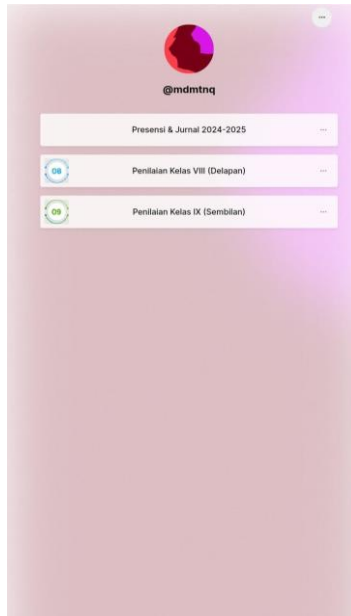 @mdmtnq
Presensi & Jurnal 2024-2025
08
Penilaian Kelas VIII (Delapan)
09
Penilaian Kelas IX (Sembilan)